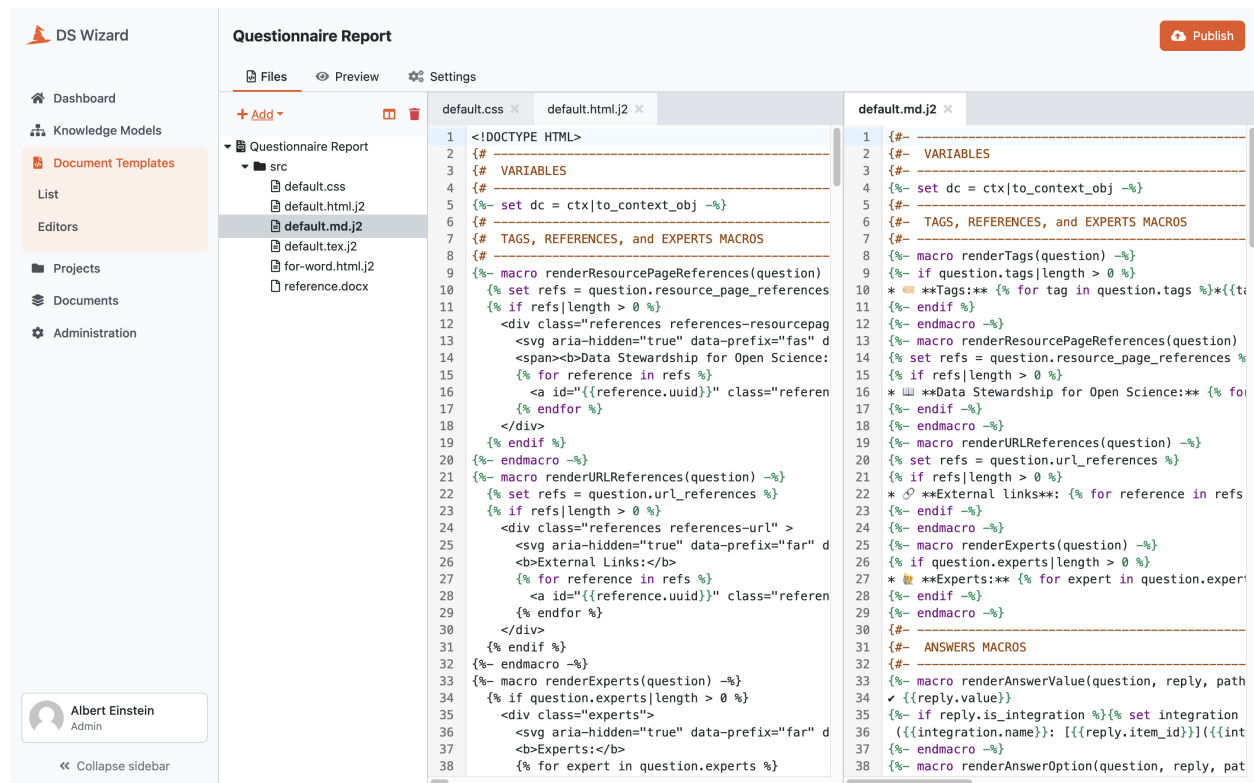 DS Wizard
Questionnaire Report
Publish
Files
Preview
Settings
Dashboard
Knowledge Models
Document Templates
List
Editors
Projects
Documents
Administration
Albert Einstein
Admin
Collapse sidebar
Add
Questionnaire Report
src
default.css
default.html.j2
default.md.j2
default.tex.j2
for-word.html.j2
reference.docx
default.css ×
default.html.j2 ×
1 <!DOCTYPE HTML>
2 {# ----------------------------------------------
3 {#  VARIABLES
4 {# ----------------------------------------------
5 {%- set dc = ctx|to_context_obj -%}
6 {# ----------------------------------------------
7 {#  TAGS, REFERENCES, and EXPERTS MACROS
8 {# ----------------------------------------------
9 {%- macro renderResourcePageReferences(question)
10   {% set refs = question.resource_page_references
11   {% if refs|length > 0 %}
12     <div class="references references-resourcepag
13       <svg aria-hidden="true" data-prefix="fas" d
14       <span><b>Data Stewardship for Open Science:
15       {% for reference in refs %}
16         <a id="{{reference.uuid}}" class="referen
17       {% endfor %}
18     </div>
19   {% endif %}
20 {%- endmacro -%}
21 {%- macro renderURLReferences(question) -%}
22   {% set refs = question.url_references %}
23   {% if refs|length > 0 %}
24     <div class="references references-url" >
25       <svg aria-hidden="true" data-prefix="far" d
26       <b>External Links:</b>
27       {% for reference in refs %}
28         <a id="{{reference.uuid}}" class="referen
29       {% endfor %}
30     </div>
31   {% endif %}
32 {%- endmacro -%}
33 {%- macro renderExperts(question) -%}
34   {% if question.experts|length > 0 %}
35     <div class="experts">
36       <svg aria-hidden="true" data-prefix="far" d
37       <b>Experts:</b>
38       {% for expert in question.experts %}
default.md.j2 ×
1 {#- ----------------------------------------------
2 {#-  VARIABLES
3 {#- ----------------------------------------------
4 {%- set dc = ctx|to_context_obj -%}
5 {#- ----------------------------------------------
6 {#-  TAGS, REFERENCES, and EXPERTS MACROS
7 {#- ----------------------------------------------
8 {%- macro renderTags(question) -%}
9 {%- if question.tags|length > 0 %}
10 * 🏷️ **Tags:** {% for tag in question.tags %}*{{ta
11 {%- endif %}
12 {%- endmacro -%}
13 {%- macro renderResourcePageReferences(question)
14 {% set refs = question.resource_page_references %
15 {% if refs|length > 0 %}
16 * 📖 **Data Stewardship for Open Science:** {% for
17 {%- endif -%}
18 {%- endmacro -%}
19 {%- macro renderURLReferences(question) -%}
20 {% set refs = question.url_references %}
21 {% if refs|length > 0 %}
22 * 🔗 **External links**: {% for reference in refs
23 {%- endif -%}
24 {%- endmacro -%}
25 {%- macro renderExperts(question) -%}
26 {% if question.experts|length > 0 %}
27 * 🙋 **Experts:** {% for expert in question.expert
28 {%- endif -%}
29 {%- endmacro -%}
30 {#- ----------------------------------------------
31 {#-  ANSWERS MACROS
32 {#- ----------------------------------------------
33 {%- macro renderAnswerValue(question, reply, path
34 ✔ {{reply.value}}
35 {%- if reply.is_integration %}{% set integration
36  ({{integration.name}}: [{{reply.item_id}}]({{int
37 {%- endmacro -%}
38 {%- macro renderAnswerOption(question, reply, pat